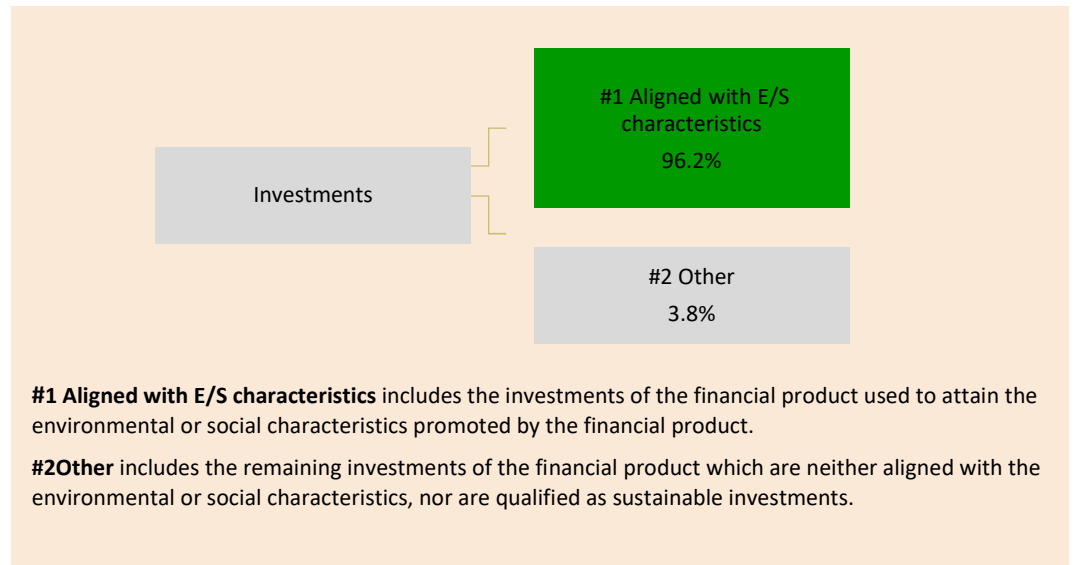 #1 Aligned with E/S
characteristics
96.2%
Investments
#2 Other
3.8%
#1 Aligned with E/S characteristics includes the investments of the financial product used to attain the
environmental or social characteristics promoted by the financial product.
#2Other includes the remaining investments of the financial product which are neither aligned with the
environmental or social characteristics, nor are qualified as sustainable investments.